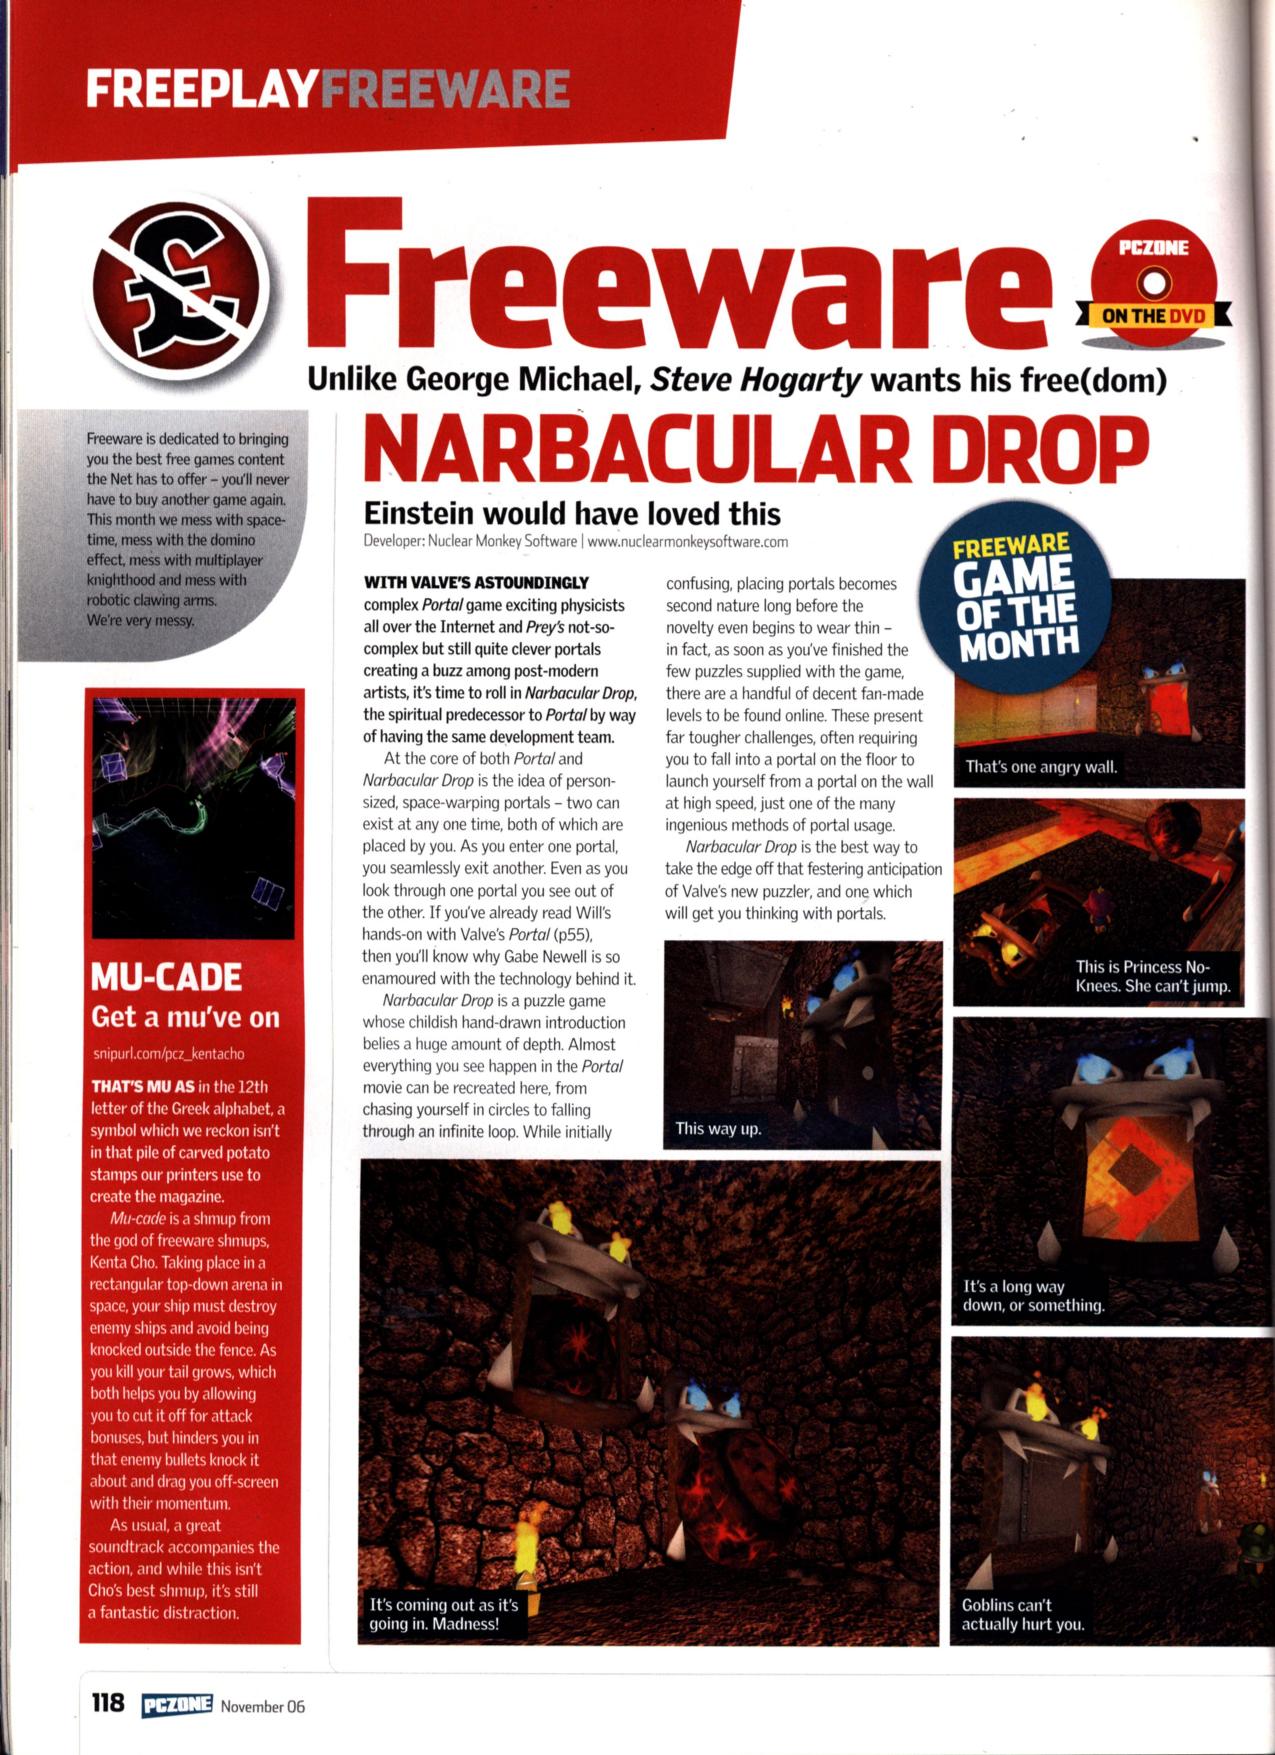 FREEPLAYFREEWARE
£
Freeware
PCZONE
ON THE DVD
Unlike George Michael, Steve Hogarty wants his free(dom)
Freeware is dedicated to bringing
you the best free games content
the Net has to offer – you'll never
have to buy another game again.
This month we mess with space-
time, mess with the domino
effect, mess with multiplayer
knighthood and mess with
robotic clawing arms.
We're very messy.
MU-CADE
Get a mu've on
snipurl.com/pcz_kentacho
THAT'S MU AS in the 12th
letter of the Greek alphabet, a
symbol which we reckon isn't
in that pile of carved potato
stamps our printers use to
create the magazine.
Mu-cade is a shmup from
the god of freeware shmups,
Kenta Cho. Taking place in a
rectangular top-down arena in
space, your ship must destroy
enemy ships and avoid being
knocked outside the fence. As
you kill your tail grows, which
both helps you by allowing
you to cut it off for attack
bonuses, but hinders you in
that enemy bullets knock it
about and drag you off-screen
with their momentum.
As usual, a great
soundtrack accompanies the
action, and while this isn't
Cho's best shmup, it's still
a fantastic distraction.
NARBACULAR DROP
Einstein would have loved this
Developer: Nuclear Monkey Software | www.nuclearmonkeysoftware.com
WITH VALVE'S ASTOUNDINGLY
complex Portal game exciting physicists
all over the Internet and Prey's not-so-
complex but still quite clever portals
creating a buzz among post-modern
artists, it's time to roll in Narbacular Drop,
the spiritual predecessor to Portal by way
of having the same development team.
At the core of both Portal and
Narbacular Drop is the idea of person-
sized, space-warping portals – two can
exist at any one time, both of which are
placed by you. As you enter one portal,
you seamlessly exit another. Even as you
look through one portal you see out of
the other. If you've already read Will's
hands-on with Valve's Portal (p55),
then you'll know why Gabe Newell is so
enamoured with the technology behind it.
Narbacular Drop is a puzzle game
whose childish hand-drawn introduction
belies a huge amount of depth. Almost
everything you see happen in the Portal
movie can be recreated here, from
chasing yourself in circles to falling
through an infinite loop. While initially
confusing, placing portals becomes
second nature long before the
novelty even begins to wear thin –
in fact, as soon as you've finished the
few puzzles supplied with the game,
there are a handful of decent fan-made
levels to be found online. These present
far tougher challenges, often requiring
you to fall into a portal on the floor to
launch yourself from a portal on the wall
at high speed, just one of the many
ingenious methods of portal usage.
Narbacular Drop is the best way to
take the edge off that festering anticipation
of Valve's new puzzler, and one which
will get you thinking with portals.
FREEWARE
GAME
OF THE
MONTH
That's one angry wall.
This is Princess No-
Knees. She can't jump.
This way up.
It's a long way
down, or something.
It's coming out as it's
going in. Madness!
Goblins can't
actually hurt you.
118 PCZONE November 06